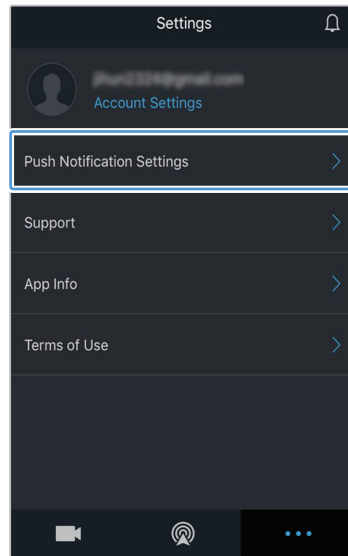 Settings
Account Settings
Push Notification Settings
Support
App Info
Terms of Use